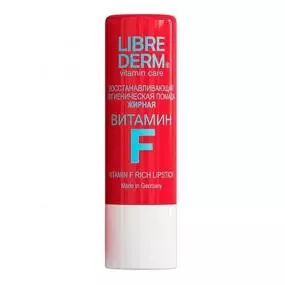 LIBRE
DERM®
vitamin care
ВОССТАНАВЛИВАЮЩАЯ
ГИГИЕНИЧЕСКАЯ ПОМАДА
ЖИРНАЯ
ВИТАМИН
F
VITAMIN F RICH LIPSTICK
Made in Germany